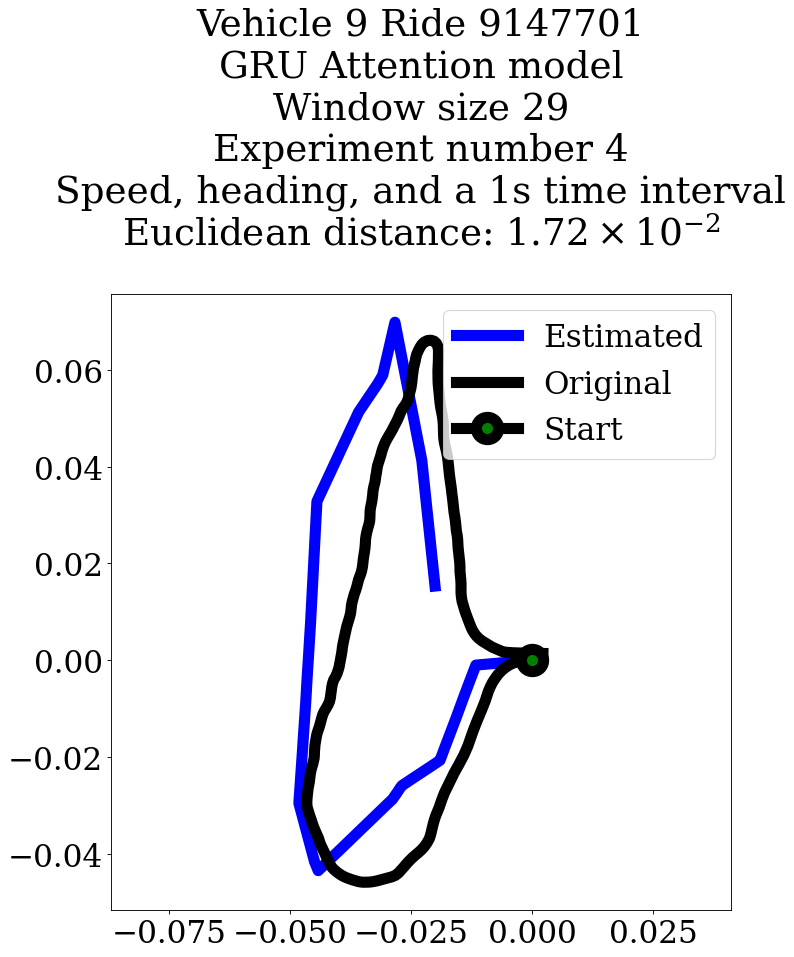 Vehicle 9 Ride 9147701
GRU Attention model
Window size 29
Experiment number 4
Speed, heading, and a 1s time interval
Euclidean distance: 1.72 × 10⁻²
Estimated
Original
Start
0.06
0.04
0.02
0.00
−0.02
−0.04
−0.075 −0.050 −0.025 0.000 0.025